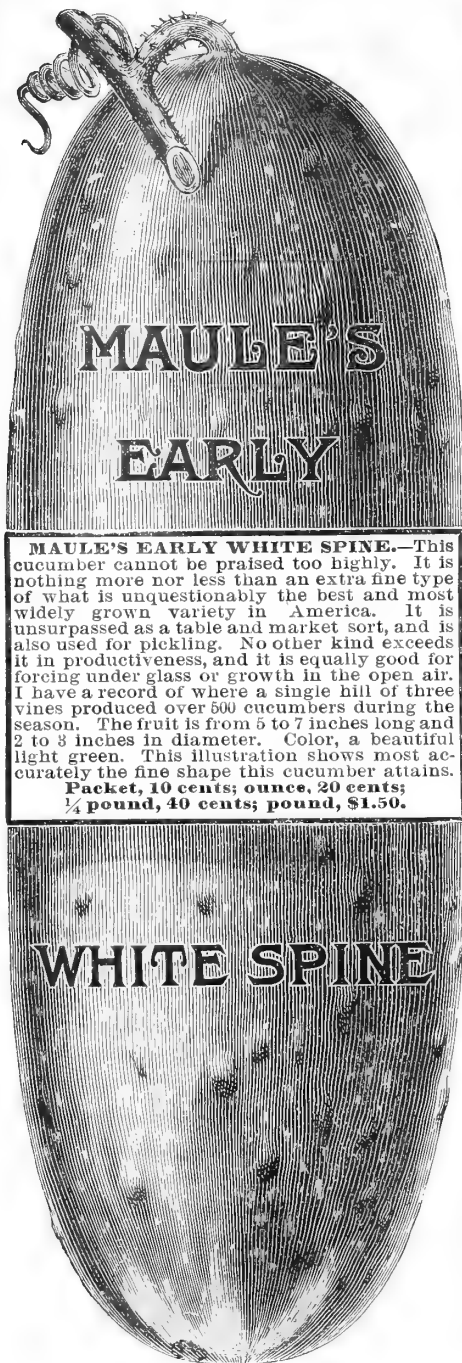 MAULE'S
EARLY
MAULE'S EARLY WHITE SPINE.—This
cucumber cannot be praised too highly. It is
nothing more nor less than an extra fine type
of what is unquestionably the best and most
widely grown variety in America. It is
unsurpassed as a table and market sort, and is
also used for pickling. No other kind exceeds
it in productiveness, and it is equally good for
forcing under glass or growth in the open air.
I have a record of where a single hill of three
vines produced over 500 cucumbers during the
season. The fruit is from 5 to 7 inches long and
2 to 3 inches in diameter. Color, a beautiful
light green. This illustration shows most ac-
curately the fine shape this cucumber attains.
Packet, 10 cents; ounce, 20 cents;
¼ pound, 40 cents; pound, $1.50.
WHITE SPINE